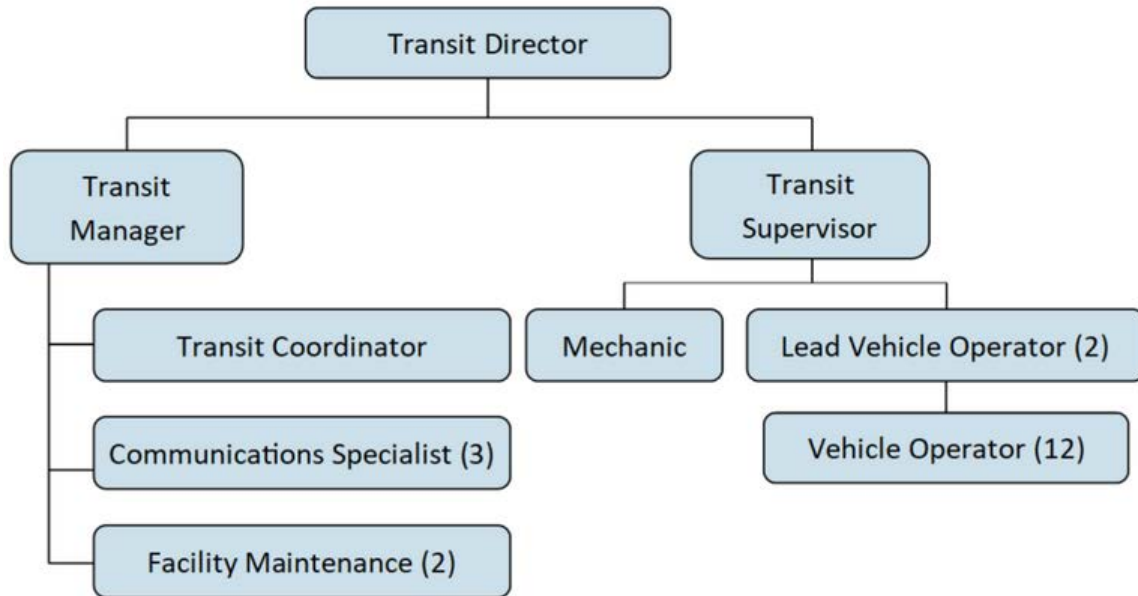 Transit Director
Transit
Manager
Transit
Supervisor
Transit Coordinator
Mechanic
Lead Vehicle Operator (2)
Communications Specialist (3)
Vehicle Operator (12)
Facility Maintenance (2)